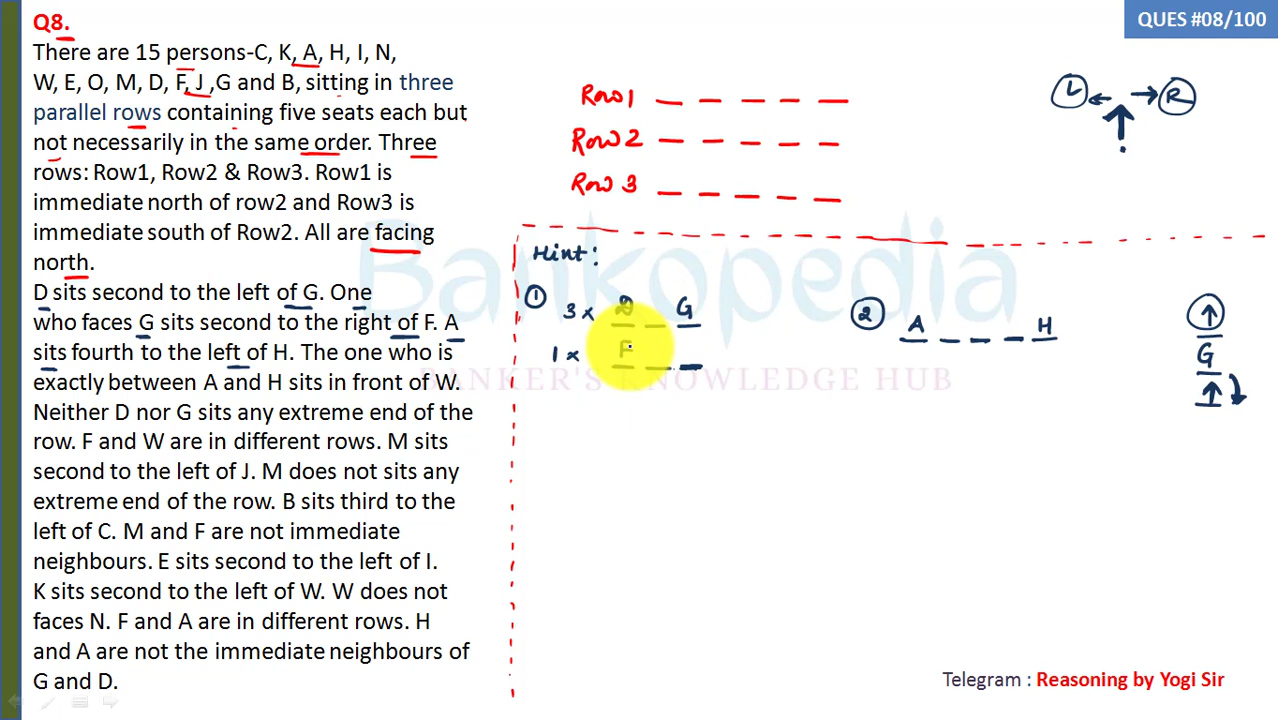 Q8.
QUES #08/100
There are 15 persons-C, K, A, H, I, N,
W, E, O, M, D, F, J ,G and B, sitting in three
parallel rows containing five seats each but
not necessarily in the same order. Three
rows: Row1, Row2 & Row3. Row1 is
immediate north of row2 and Row3 is
immediate south of Row2. All are facing
north.
D sits second to the left of G. One
who faces G sits second to the right of F. A
sits fourth to the left of H. The one who is
exactly between A and H sits in front of W.
Neither D nor G sits any extreme end of the
row. F and W are in different rows. M sits
second to the left of J. M does not sits any
extreme end of the row. B sits third to the
left of C. M and F are not immediate
neighbours. E sits second to the left of I.
K sits second to the left of W. W does not
faces N. F and A are in different rows. H
and A are not the immediate neighbours of
G and D.
Row1
Row2
Row 3
L R
Hint:
① 3x D G
1x F
② A H
G
Bankopedia
BANKER'S KNOWLEDGE HUB
Telegram : Reasoning by Yogi Sir